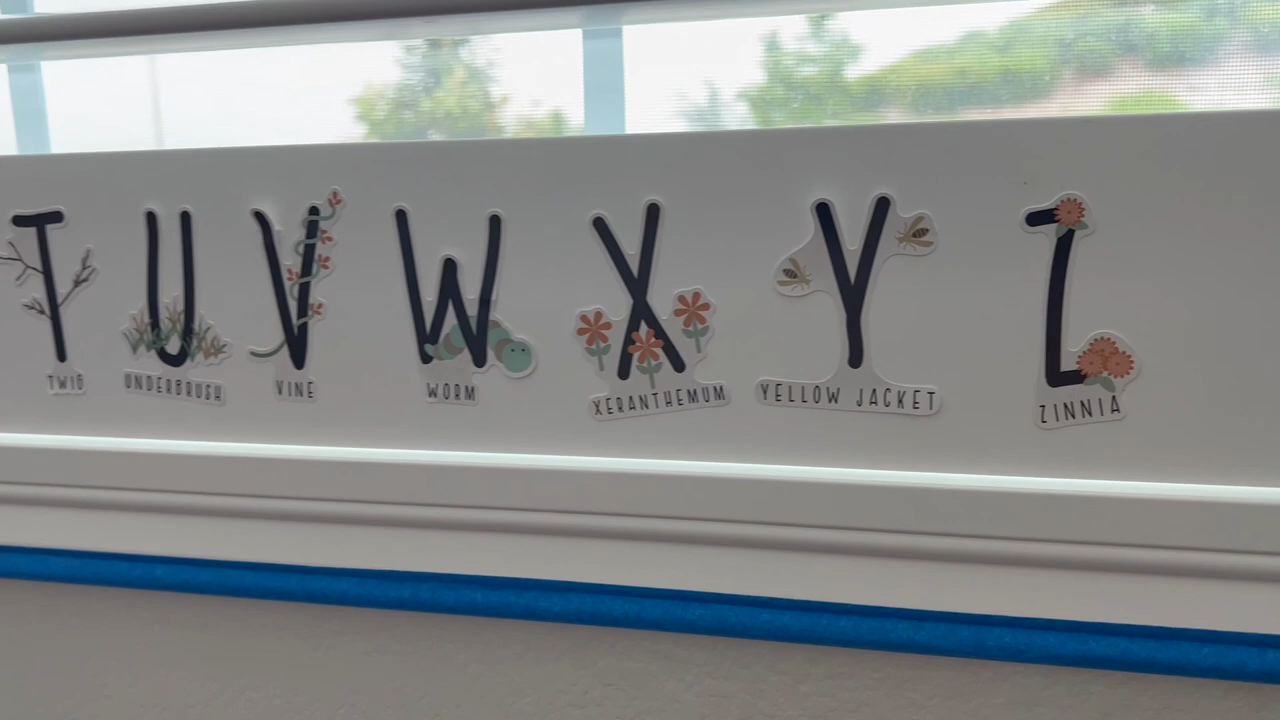 T U V W X Y Z
TWIG UNDERBRUSH VINE WORM XERANTHEMUM YELLOW JACKET ZINNIA